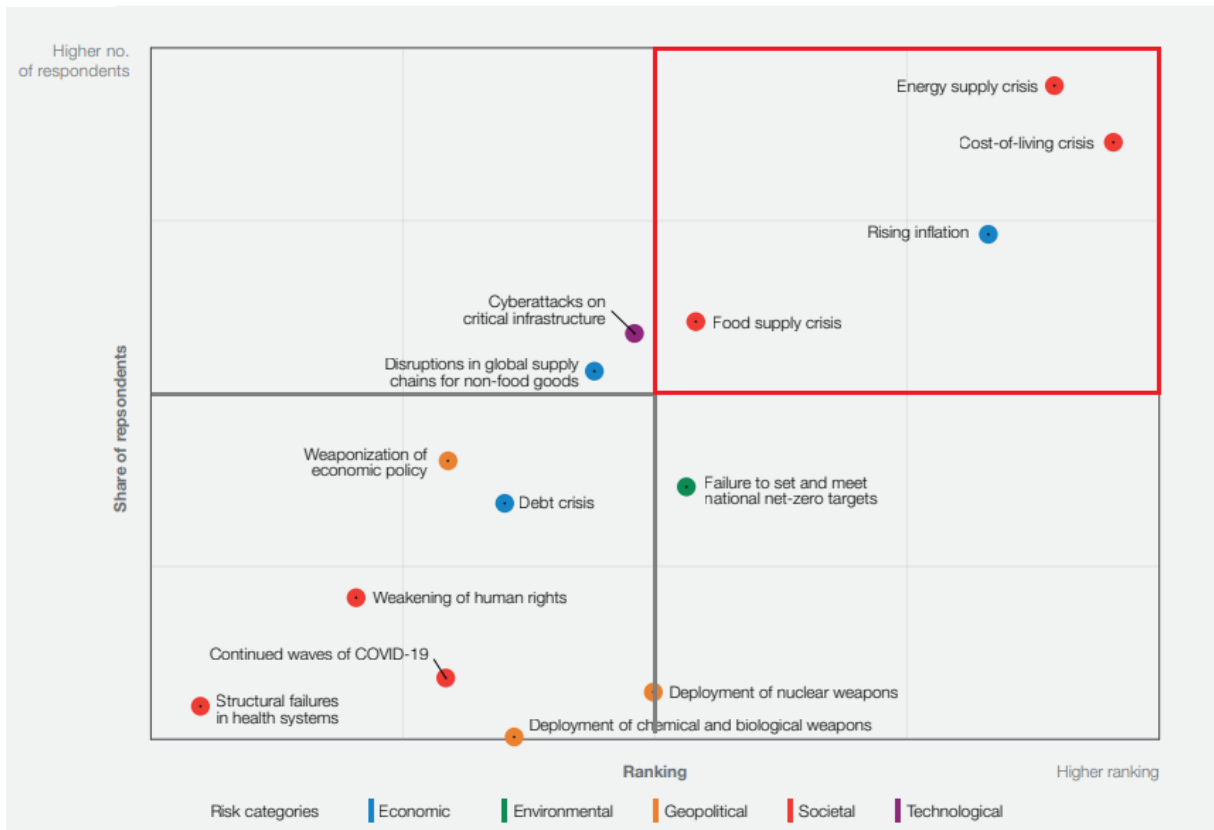 Higher no.
of respondents
Energy supply crisis
Cost-of-living crisis
Rising inflation
Cyberattacks on
critical infrastructure
Food supply crisis
Disruptions in global supply
chains for non-food goods
Share of repsondents
Weaponization of
economic policy
Debt crisis
Failure to set and meet
national net-zero targets
Weakening of human rights
Continued waves of COVID-19
Structural failures
in health systems
Deployment of nuclear weapons
Deployment of chemical and biological weapons
Ranking
Higher ranking
Risk categories
Economic
Environmental
Geopolitical
Societal
Technological